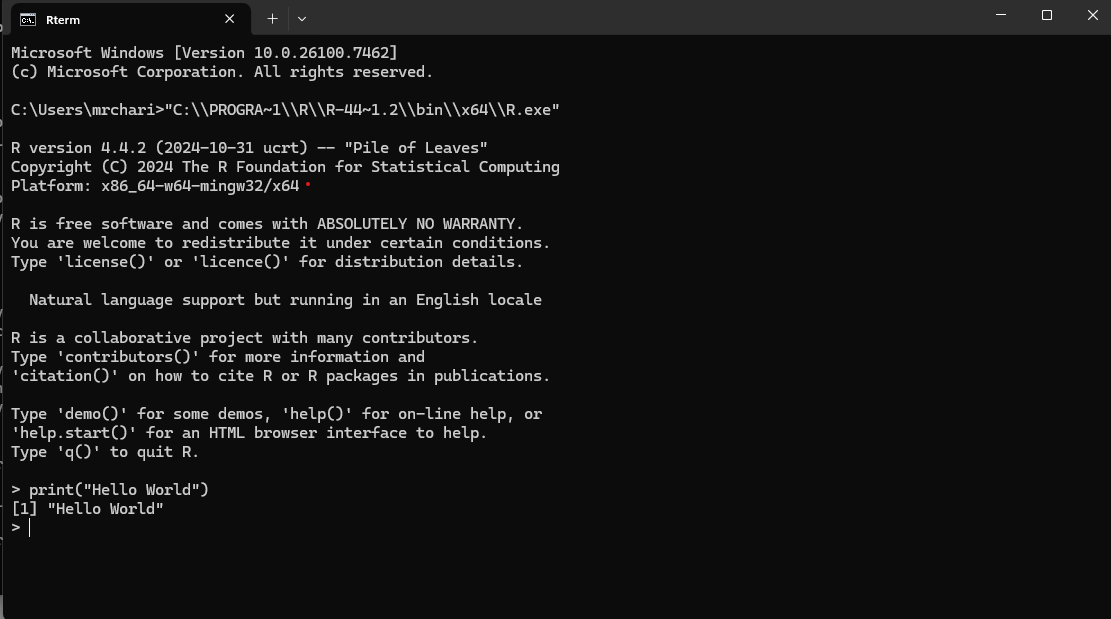 Rterm
Microsoft Windows [Version 10.0.26100.7462]
(c) Microsoft Corporation. All rights reserved.
C:\Users\mrchari>"C:\\PROGRA~1\\R\\R-44~1.2\\bin\\x64\\R.exe"
R version 4.4.2 (2024-10-31 ucrt) -- "Pile of Leaves"
Copyright (C) 2024 The R Foundation for Statistical Computing
Platform: x86_64-w64-mingw32/x64
R is free software and comes with ABSOLUTELY NO WARRANTY.
You are welcome to redistribute it under certain conditions.
Type 'license()' or 'licence()' for distribution details.
  Natural language support but running in an English locale
R is a collaborative project with many contributors.
Type 'contributors()' for more information and
'citation()' on how to cite R or R packages in publications.
Type 'demo()' for some demos, 'help()' for on-line help, or
'help.start()' for an HTML browser interface to help.
Type 'q()' to quit R.
> print("Hello World")
[1] "Hello World"
>